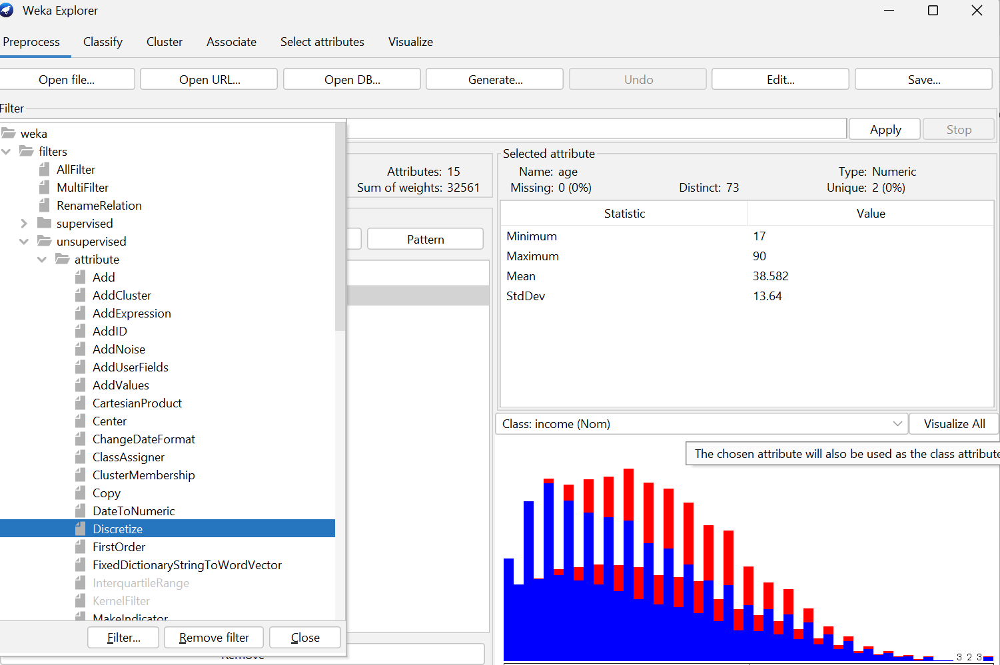 Weka Explorer
Preprocess Classify Cluster Associate Select attributes Visualize
Open file... Open URL... Open DB... Generate... Undo Edit... Save...
Filter
Apply Stop
weka
filters
AllFilter
MultiFilter
RenameRelation
supervised
unsupervised
attribute
Add
AddCluster
AddExpression
AddID
AddNoise
AddUserFields
AddValues
CartesianProduct
Center
ChangeDateFormat
ClassAssigner
ClusterMembership
Copy
DateToNumeric
Discretize
FirstOrder
FixedDictionaryStringToWordVector
InterquartileRange
KernelFilter
MakeIndicator
Filter... Remove filter Close
Remove
Attributes: 15
Sum of weights: 32561
Pattern
Selected attribute
Name: age Type: Numeric
Missing: 0 (0%) Distinct: 73 Unique: 2 (0%)
Statistic Value
Minimum 17
Maximum 90
Mean 38.582
StdDev 13.64
Class: income (Nom) Visualize All
The chosen attribute will also be used as the class attribute
3 2 3